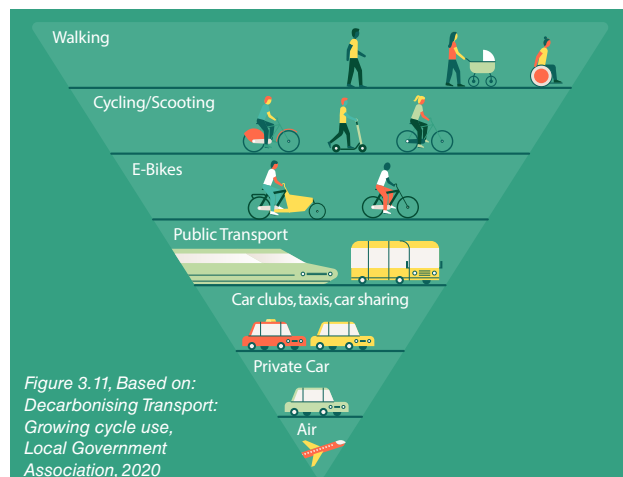 Walking
Cycling/Scooting
E-Bikes
Public Transport
Car clubs, taxis, car sharing
Private Car
Air
Figure 3.11, Based on:
Decarbonising Transport:
Growing cycle use,
Local Government
Association, 2020